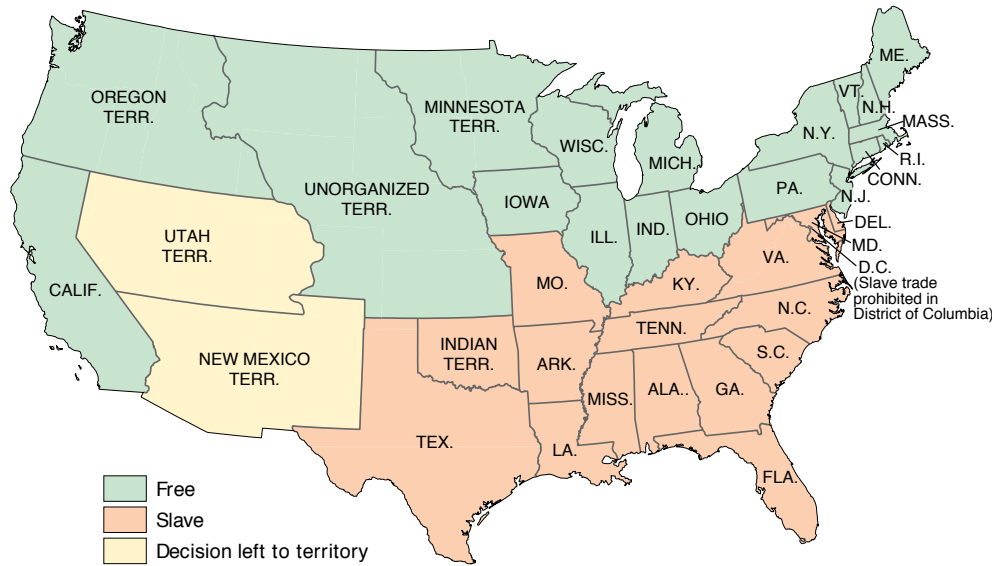 ME.
OREGON
TERR.
MINNESOTA
TERR.
VT.
N.H.
MASS.
N.Y.
WISC.
MICH.
R.I.
CONN.
UNORGANIZED
TERR.
IOWA
PA.
N.J.
UTAH
TERR.
ILL.
IND.
OHIO
DEL.
MD.
D.C.
(Slave trade
prohibited in
District of Columbia)
CALIF.
MO.
KY.
VA.
N.C.
NEW MEXICO
TERR.
INDIAN
TERR.
TENN.
ARK.
S.C.
MISS.
ALA..
GA.
TEX.
LA.
FLA.
Free
Slave
Decision left to territory